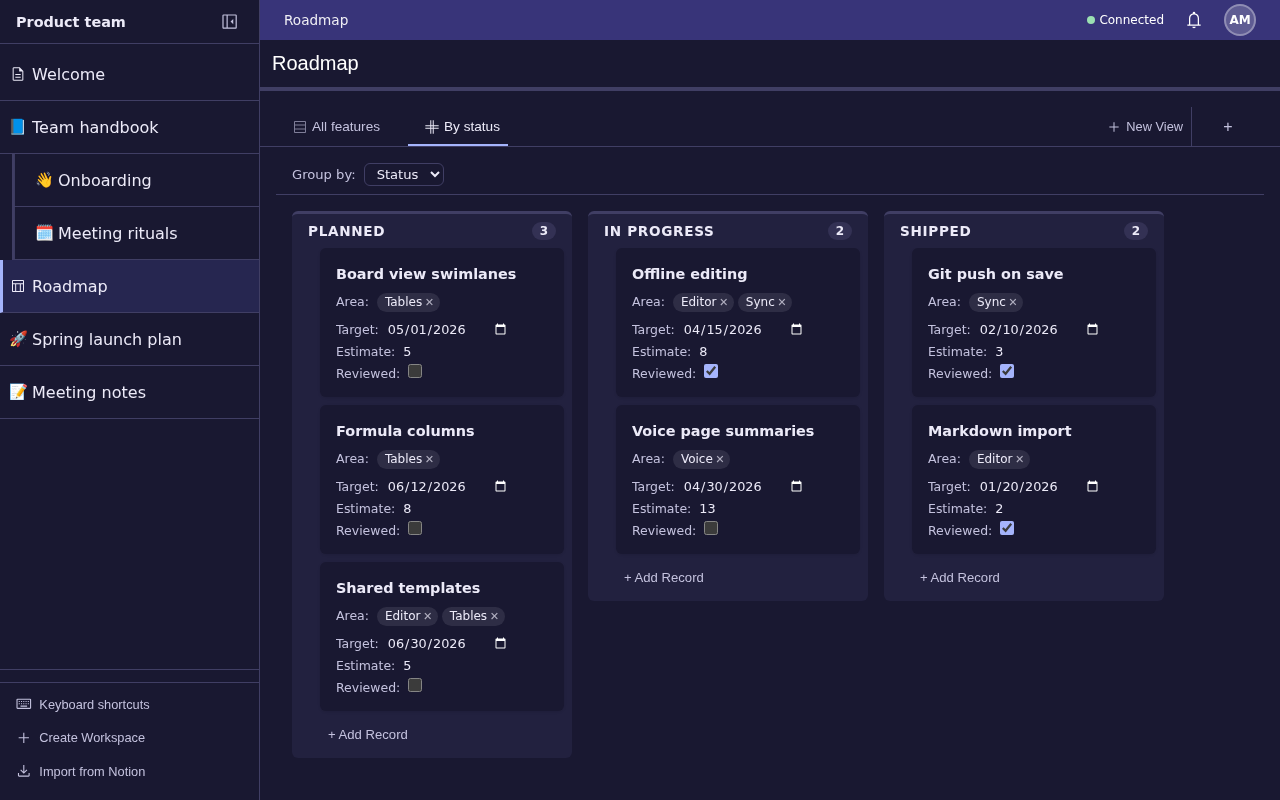 Product team
Welcome
Team handbook
Onboarding
Meeting rituals
Roadmap
Spring launch plan
Meeting notes
Keyboard shortcuts
Create Workspace
Import from Notion
Roadmap
Connected
AM
Roadmap
All features
By status
New View
+
Group by: Status
PLANNED 3
Board view swimlanes
Area: Tables ×
Target: 05/01/2026
Estimate: 5
Reviewed:
Formula columns
Area: Tables ×
Target: 06/12/2026
Estimate: 8
Reviewed:
Shared templates
Area: Editor × Tables ×
Target: 06/30/2026
Estimate: 5
Reviewed:
+ Add Record
IN PROGRESS 2
Offline editing
Area: Editor × Sync ×
Target: 04/15/2026
Estimate: 8
Reviewed:
Voice page summaries
Area: Voice ×
Target: 04/30/2026
Estimate: 13
Reviewed:
+ Add Record
SHIPPED 2
Git push on save
Area: Sync ×
Target: 02/10/2026
Estimate: 3
Reviewed:
Markdown import
Area: Editor ×
Target: 01/20/2026
Estimate: 2
Reviewed:
+ Add Record